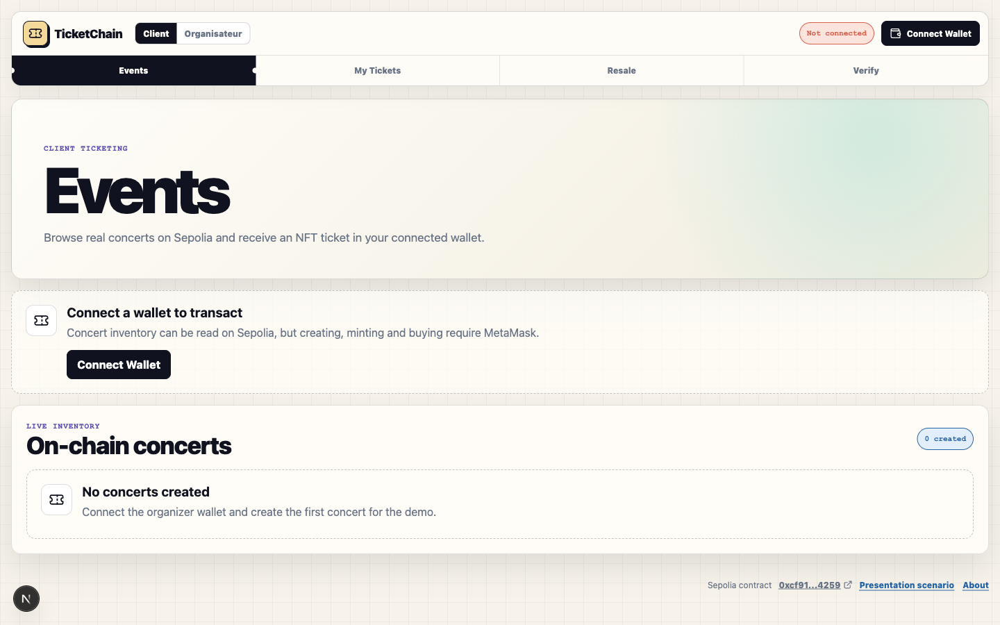 TicketChain
Client
Organisateur
Not connected
Connect Wallet
Events
My Tickets
Resale
Verify
CLIENT TICKETING
Events
Browse real concerts on Sepolia and receive an NFT ticket in your connected wallet.
Connect a wallet to transact
Concert inventory can be read on Sepolia, but creating, minting and buying require MetaMask.
Connect Wallet
LIVE INVENTORY
On-chain concerts
0 created
No concerts created
Connect the organizer wallet and create the first concert for the demo.
Sepolia contract 0xcf91...4259 Presentation scenario About
N